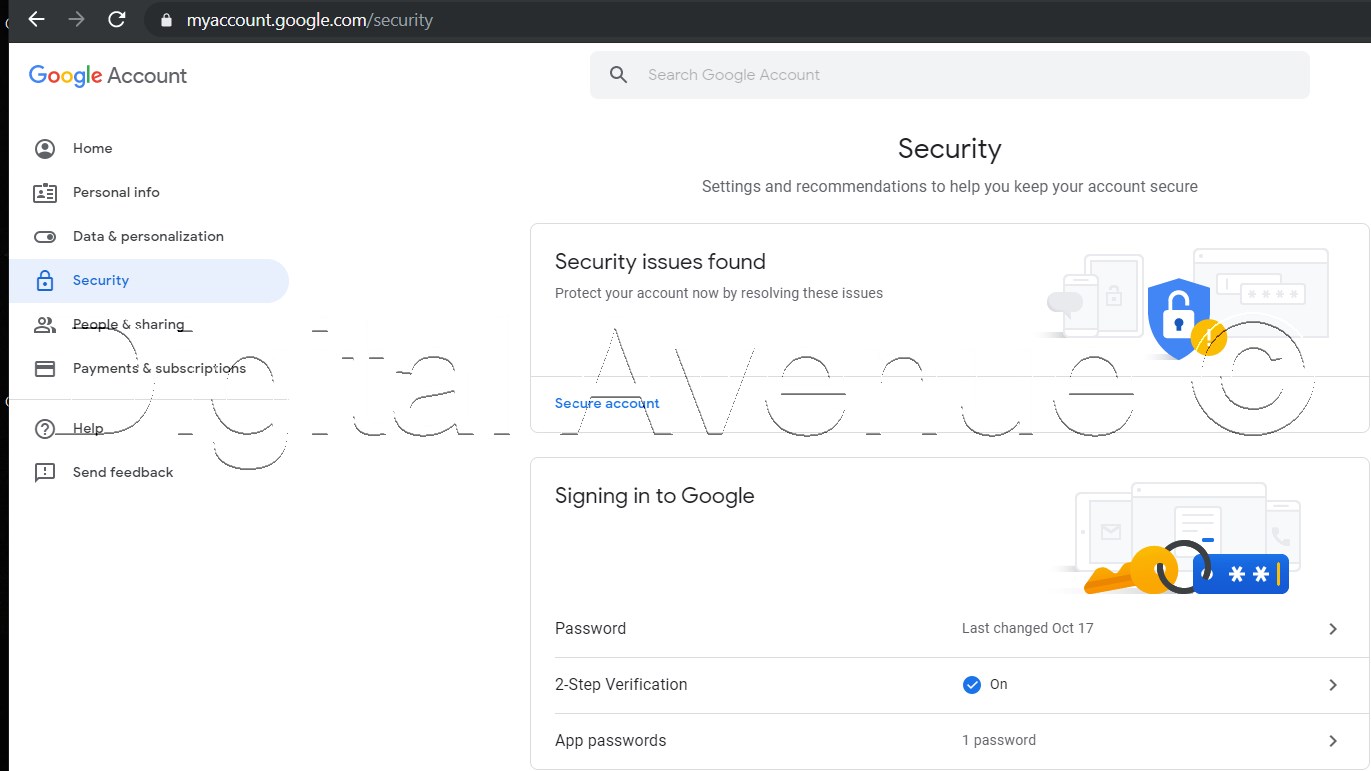 myaccount.google.com/security
Google Account
Search Google Account
Home
Personal info
Data & personalization
Security
People & sharing
Payments & subscriptions
Help
Send feedback
Security
Settings and recommendations to help you keep your account secure
Security issues found
Protect your account now by resolving these issues
Secure account
Digital Avenue ©
Signing in to Google
Password
Last changed Oct 17
2-Step Verification
On
App passwords
1 password